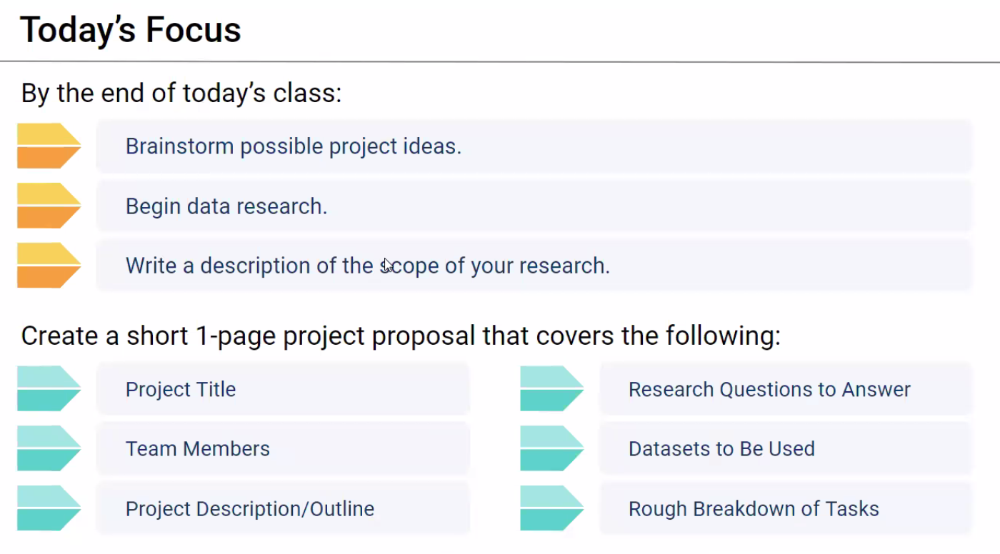 Today’s Focus
By the end of today’s class:
Brainstorm possible project ideas.
Begin data research.
Write a description of the scope of your research.
Create a short 1-page project proposal that covers the following:
Project Title
Team Members
Project Description/Outline
Research Questions to Answer
Datasets to Be Used
Rough Breakdown of Tasks